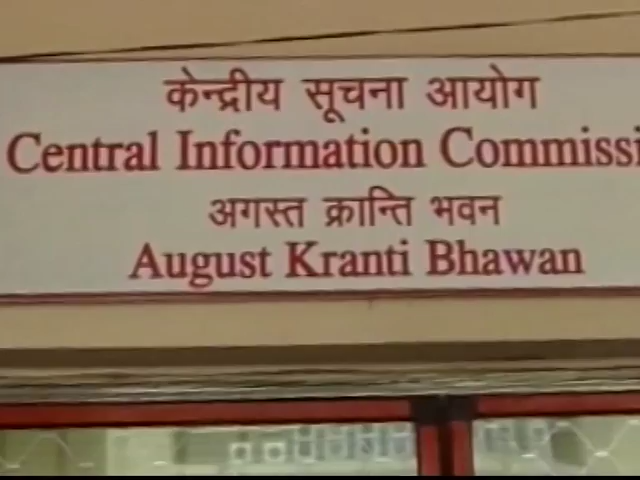 केन्द्रीय सूचना आयोग
Central Information Commissi
अगस्त क्रान्ति भवन
August Kranti Bhawan